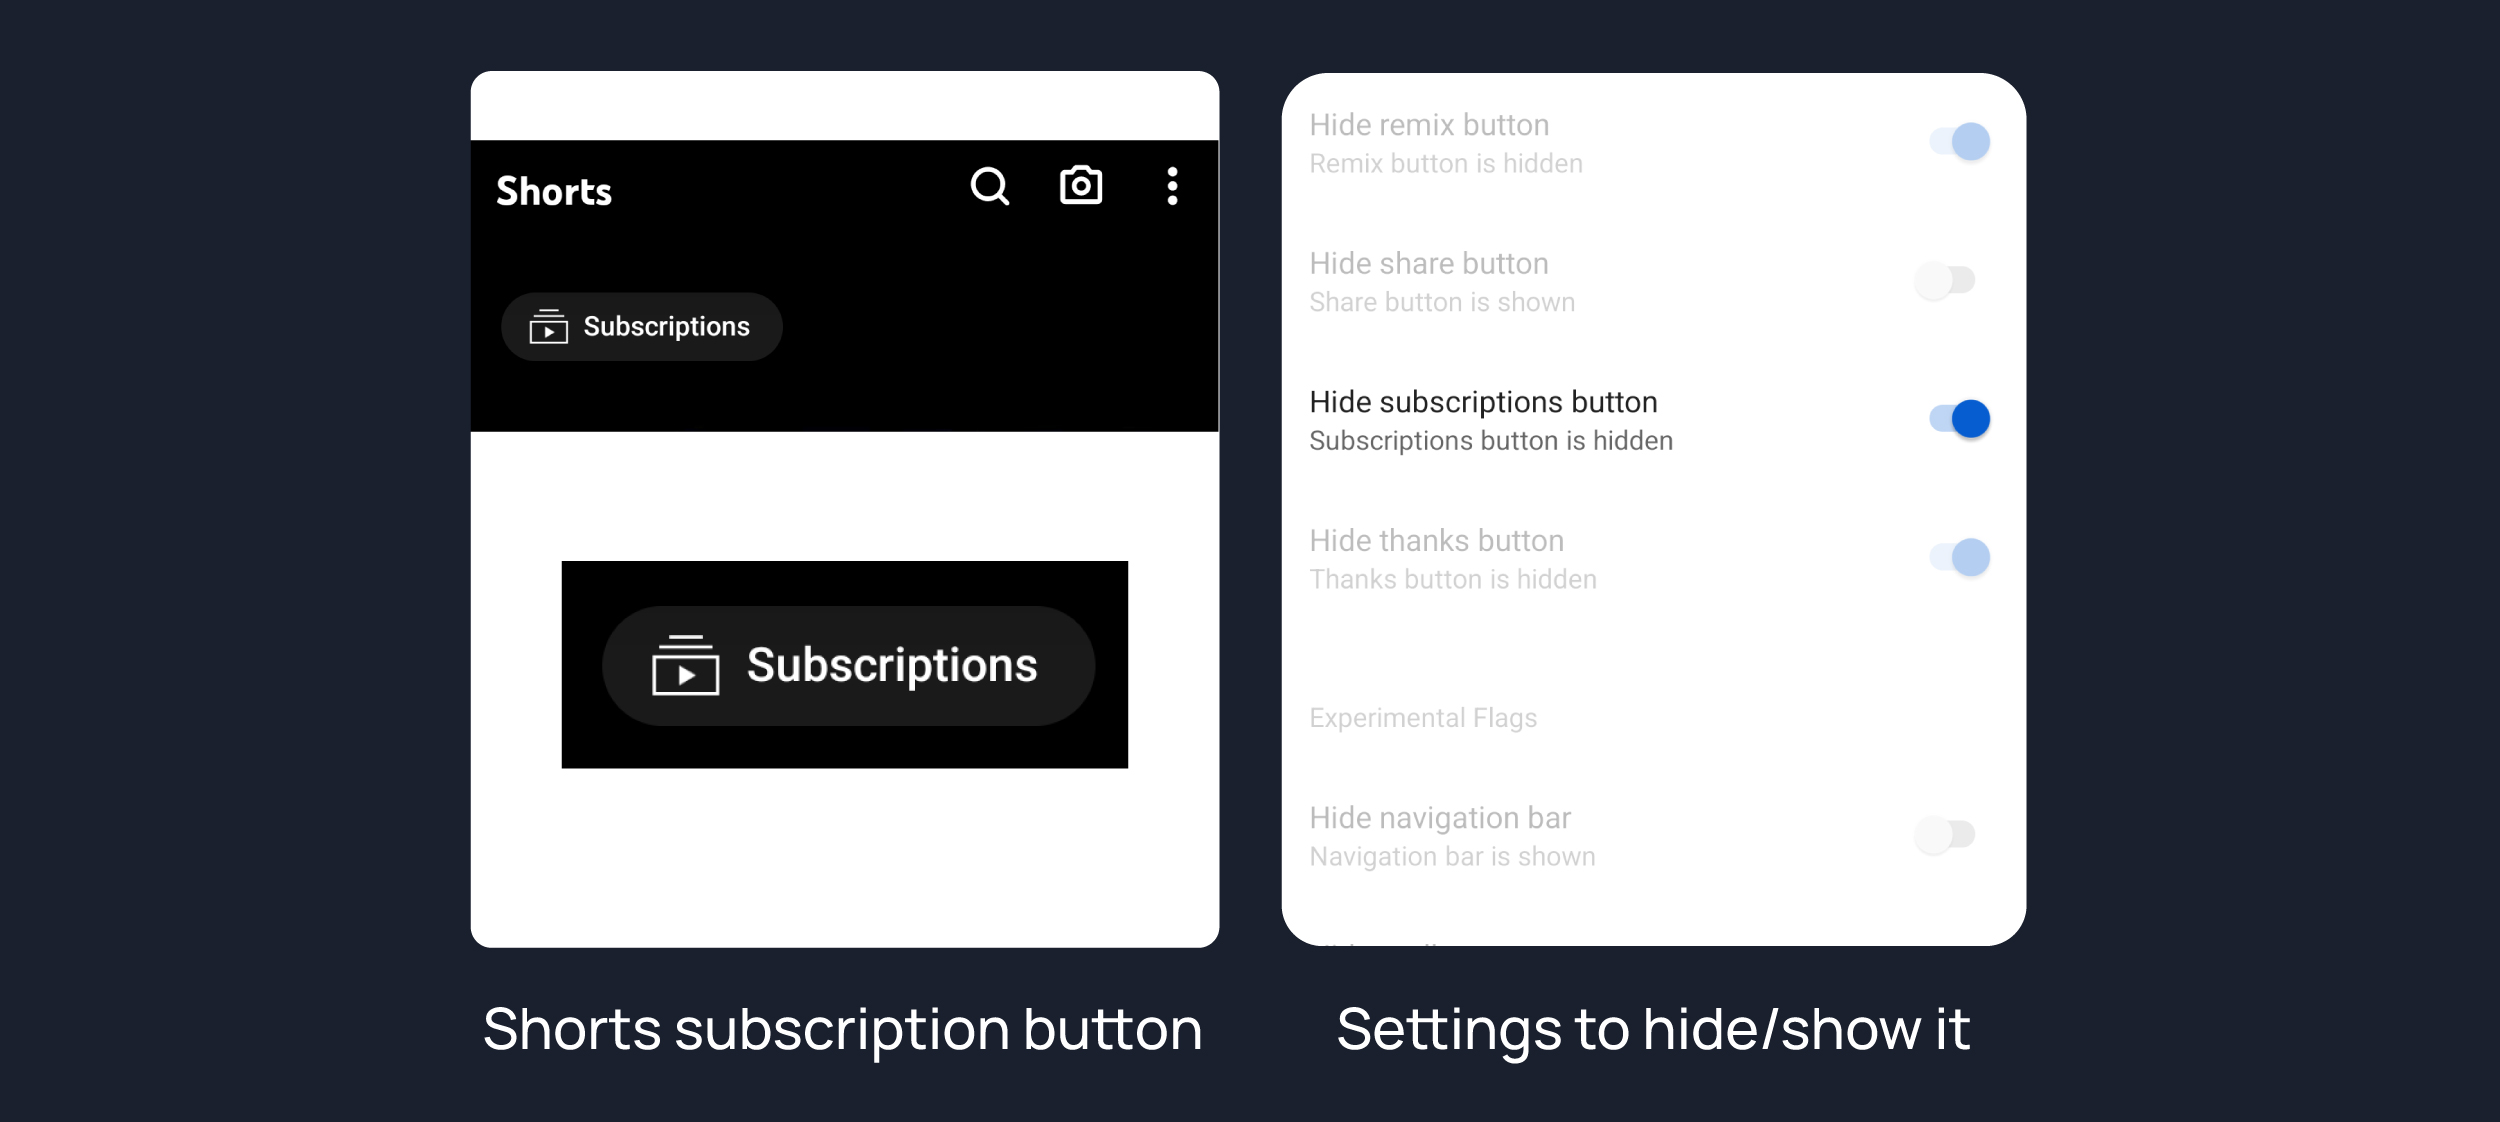 Shorts
Subscriptions
Subscriptions
Shorts subscription button
Hide remix button
Remix button is hidden
Hide share button
Share button is shown
Hide subscriptions button
Subscriptions button is hidden
Hide thanks button
Thanks button is hidden
Experimental Flags
Hide navigation bar
Navigation bar is shown
Settings to hide/show it